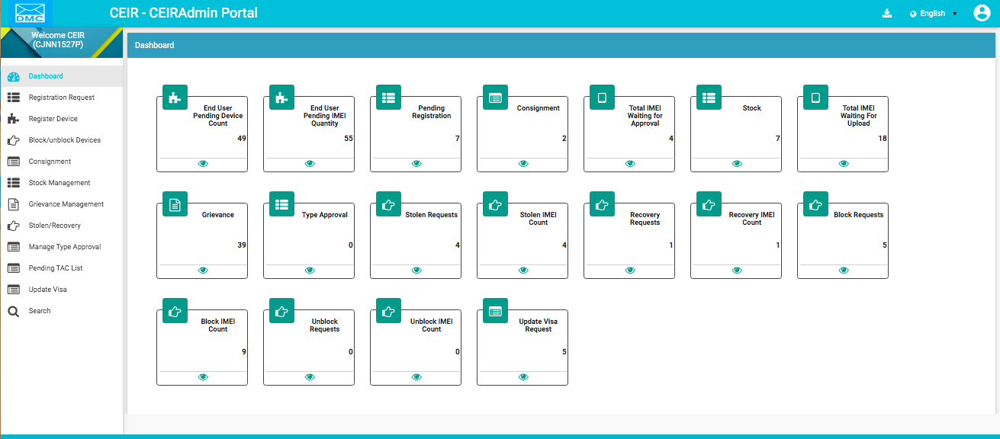 DMC
CEIR - CEIRAdmin Portal
English
Welcome CEIR
(CJNN1527P)
Dashboard
Registration Request
Register Device
Block/unblock Devices
Consignment
Stock Management
Grievance Management
Stolen/Recovery
Manage Type Approval
Pending TAC List
Update Visa
Search
Dashboard
End User
Pending Device
Count
49
End User
Pending IMEI
Quantity
55
Pending
Registration
7
Consignment
2
Total IMEI
Waiting for
Approval
4
Stock
7
Total IMEI
Waiting For
Upload
18
Grievance
39
Type Approval
0
Stolen Requests
4
Stolen IMEI
Count
4
Recovery
Requests
1
Recovery IMEI
Count
1
Block Requests
5
Block IMEI
Count
9
Unblock
Requests
0
Unblock IMEI
Count
0
Update Visa
Request
5